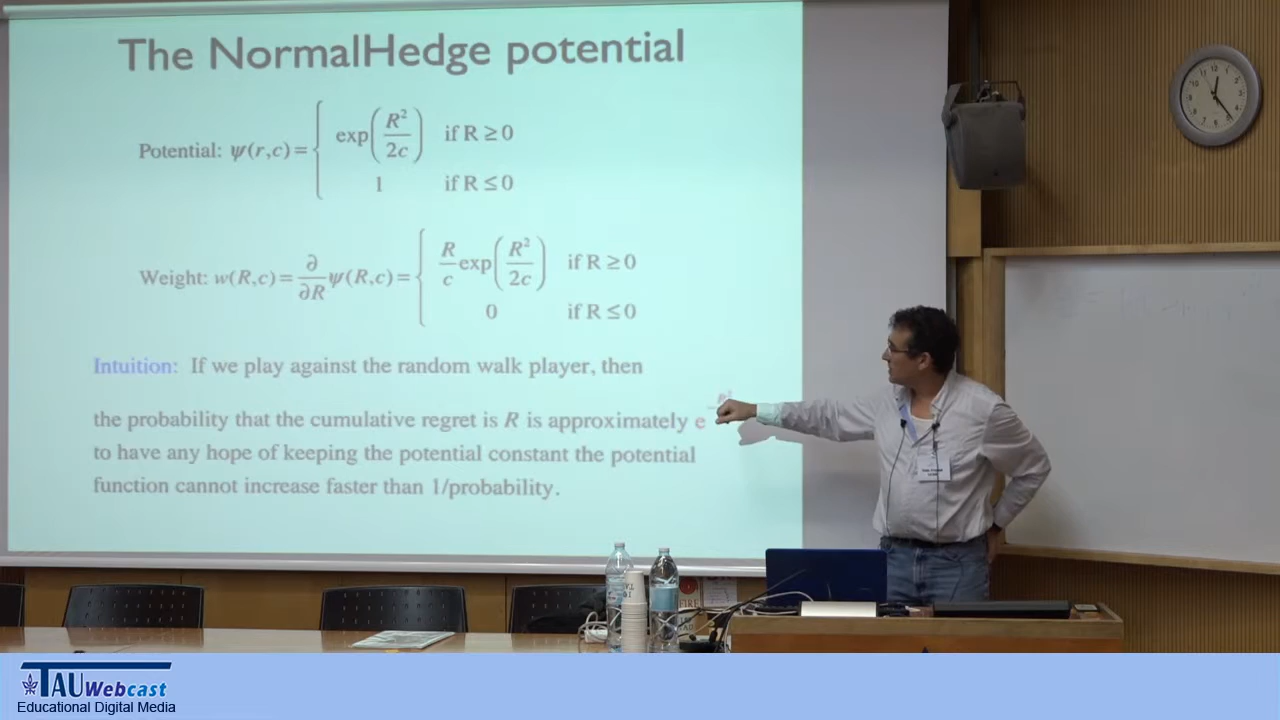 The NormalHedge potential
Potential: ψ(r,c) = { exp(R²/2c) if R ≥ 0
1 if R ≤ 0
Weight: w(R,c) = ∂/∂R ψ(R,c) = { R/c exp(R²/2c) if R ≥ 0
0 if R ≤ 0
Intuition: If we play against the random walk player, then
the probability that the cumulative regret is R is approximately e
to have any hope of keeping the potential constant the potential
function cannot increase faster than 1/probability.
FIRE
TAUWebcast
Educational Digital Media